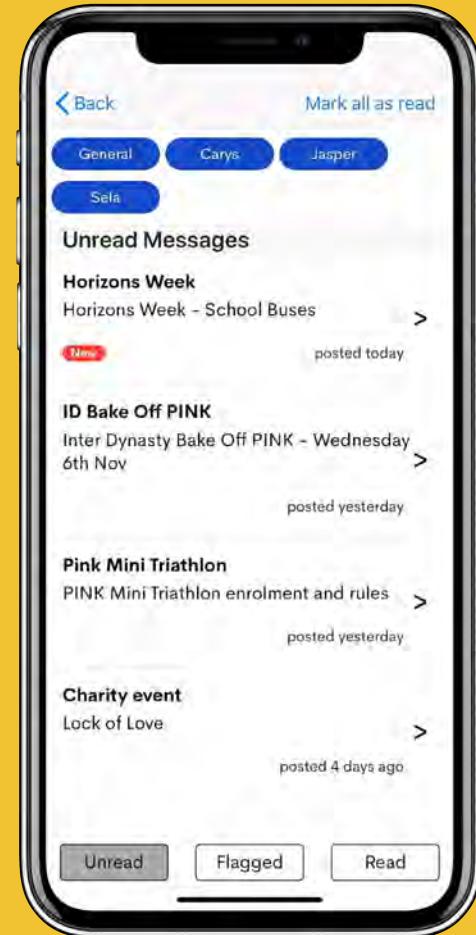 Back Mark all as read
General Carys Jasper
Sela
Unread Messages
Horizons Week
Horizons Week - School Buses
>
New posted today
ID Bake Off PINK
Inter Dynasty Bake Off PINK - Wednesday
6th Nov >
posted yesterday
Pink Mini Triathlon
PINK Mini Triathlon enrolment and rules >
posted yesterday
Charity event
Lock of Love >
posted 4 days ago
Unread Flagged Read